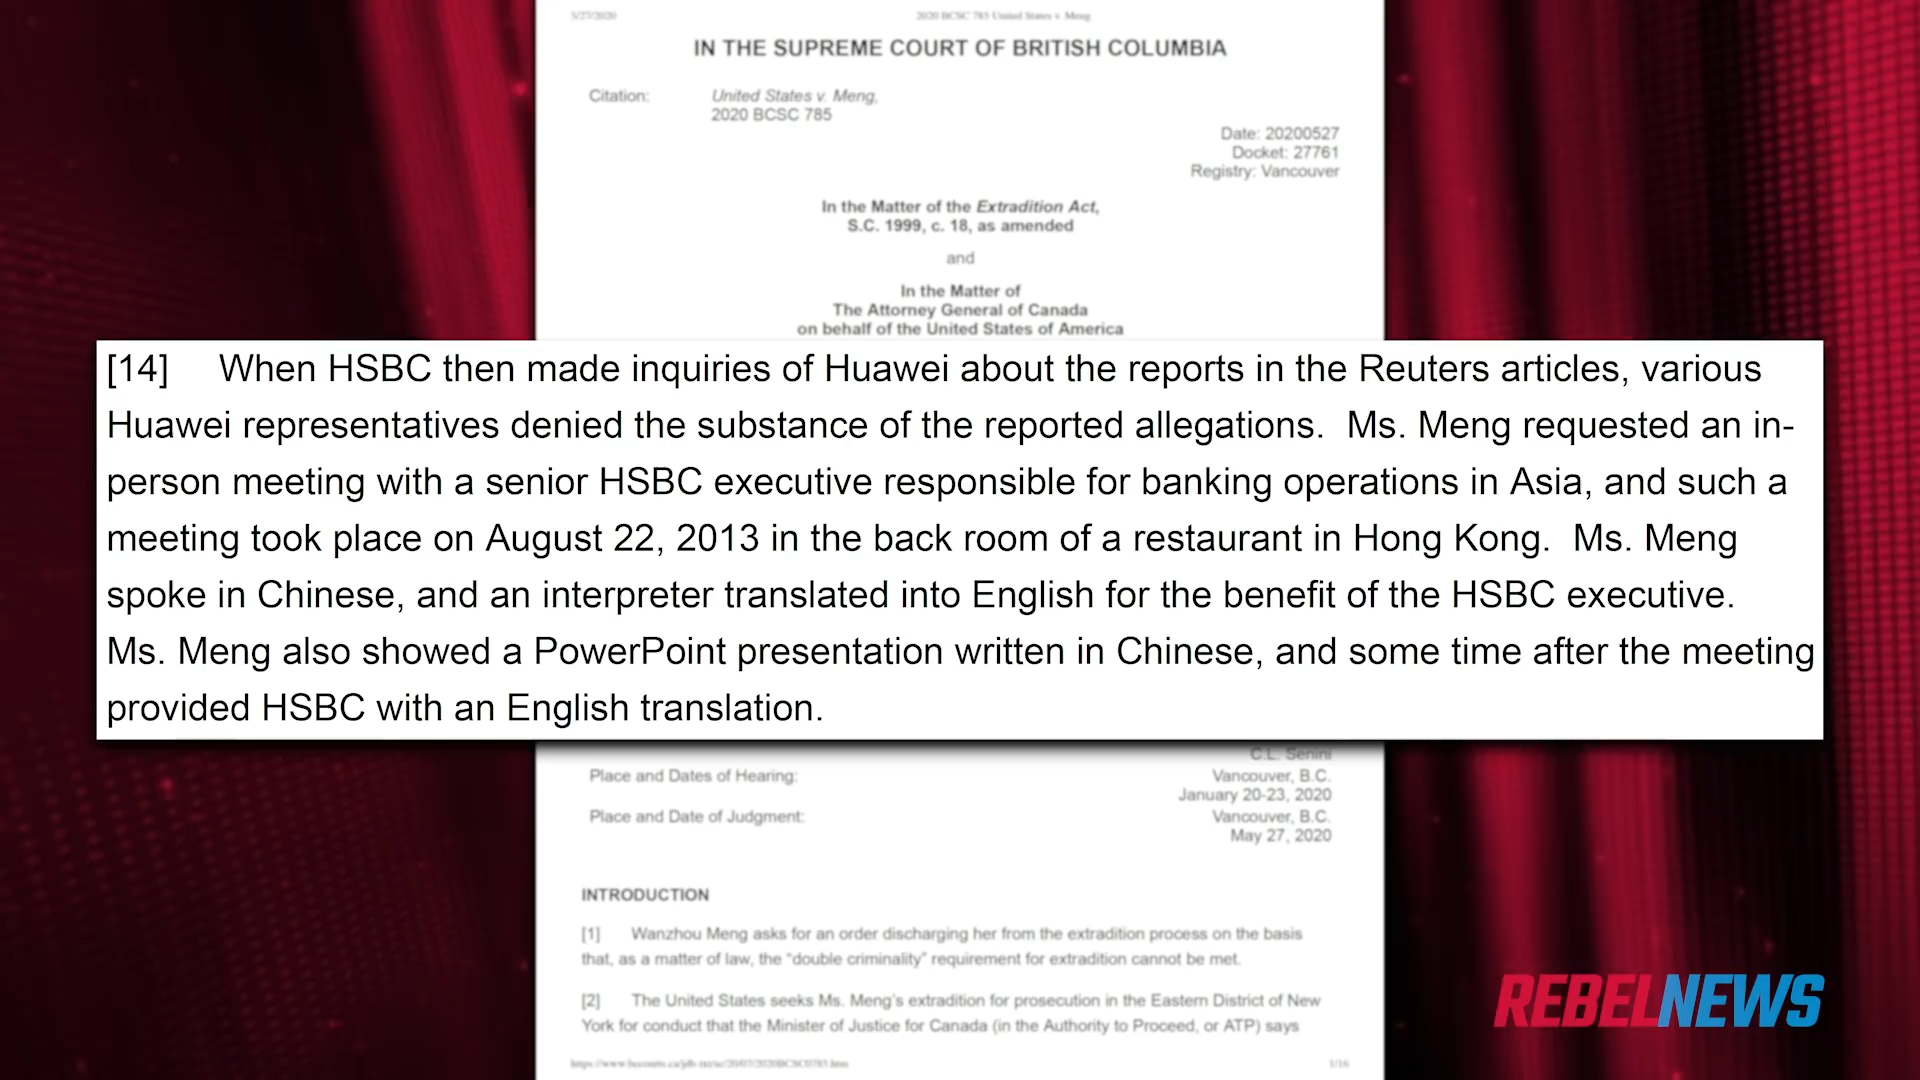 5/27/2020
2020 BCSC 785 United States v. Meng
IN THE SUPREME COURT OF BRITISH COLUMBIA
Citation:
United States v. Meng,
2020 BCSC 785
Date: 20200527
Docket: 27761
Registry: Vancouver
In the Matter of the Extradition Act,
S.C. 1999, c. 18, as amended
and
In the Matter of
The Attorney General of Canada
on behalf of the United States of America
[14] When HSBC then made inquiries of Huawei about the reports in the Reuters articles, various
Huawei representatives denied the substance of the reported allegations. Ms. Meng requested an in-
person meeting with a senior HSBC executive responsible for banking operations in Asia, and such a
meeting took place on August 22, 2013 in the back room of a restaurant in Hong Kong. Ms. Meng
spoke in Chinese, and an interpreter translated into English for the benefit of the HSBC executive.
Ms. Meng also showed a PowerPoint presentation written in Chinese, and some time after the meeting
provided HSBC with an English translation.
C.L. Senini
Place and Dates of Hearing:
Vancouver, B.C.
January 20-23, 2020
Place and Date of Judgment:
Vancouver, B.C.
May 27, 2020
INTRODUCTION
[1] Wanzhou Meng asks for an order discharging her from the extradition process on the basis
that, as a matter of law, the “double criminality” requirement for extradition cannot be met.
[2] The United States seeks Ms. Meng’s extradition for prosecution in the Eastern District of New
York for conduct that the Minister of Justice for Canada (in the Authority to Proceed, or ATP) says
1/16
REBELNEWS